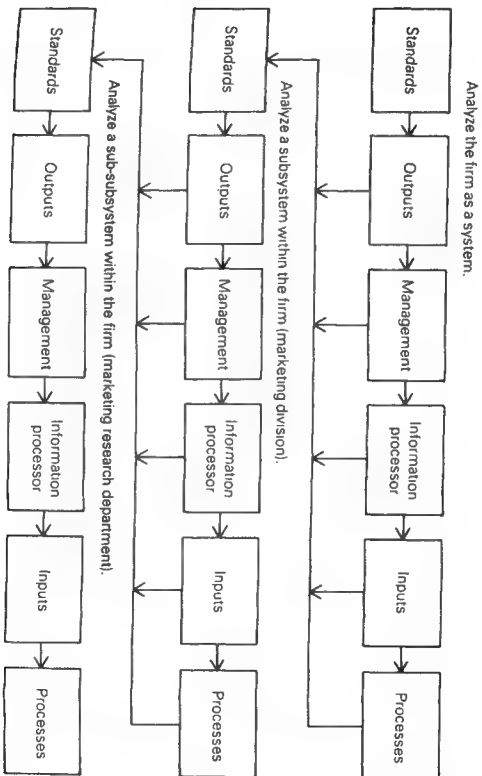 Analyze the firm as a system.
Standards
Outputs
Management
Information
processor
Inputs
Processes
Analyze a subsystem within the firm (marketing division).
Standards
Outputs
Management
Information
processor
Inputs
Processes
Analyze a sub-subsystem within the firm (marketing research department).
Standards
Outputs
Management
Information
processor
Inputs
Processes